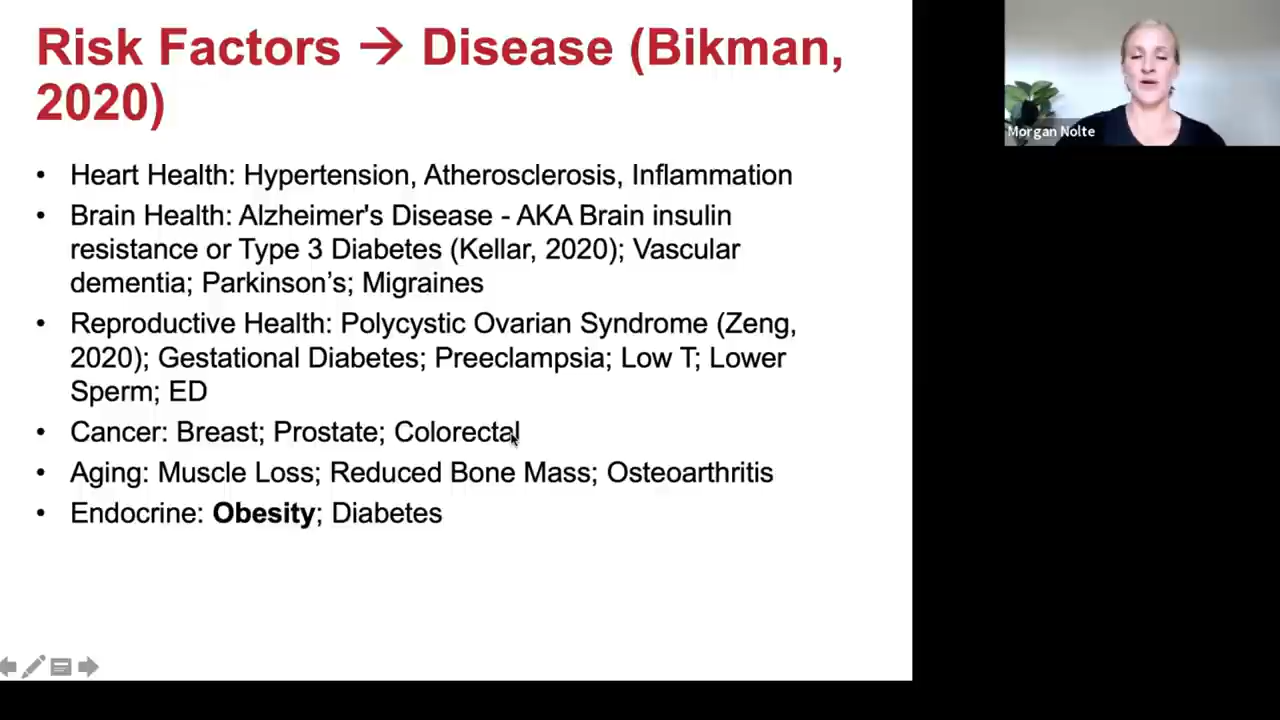 Risk Factors → Disease (Bikman,
2020)
• Heart Health: Hypertension, Atherosclerosis, Inflammation
• Brain Health: Alzheimer's Disease - AKA Brain insulin
resistance or Type 3 Diabetes (Kellar, 2020); Vascular
dementia; Parkinson’s; Migraines
• Reproductive Health: Polycystic Ovarian Syndrome (Zeng,
2020); Gestational Diabetes; Preeclampsia; Low T; Lower
Sperm; ED
• Cancer: Breast; Prostate; Colorectal
• Aging: Muscle Loss; Reduced Bone Mass; Osteoarthritis
• Endocrine: Obesity; Diabetes
Morgan Nolte